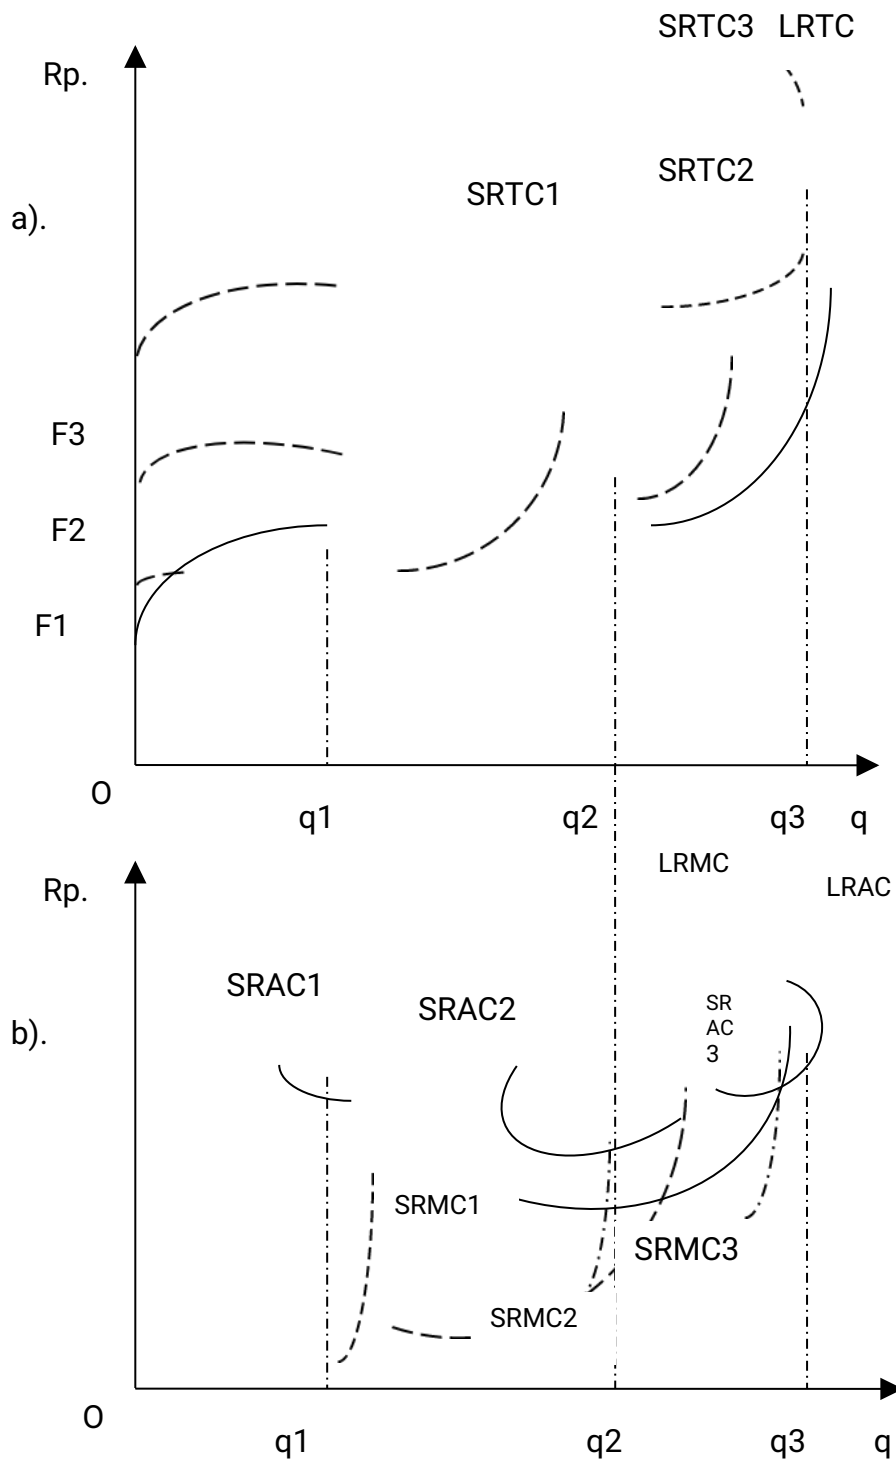 SRTC3 LRTC
Rp.
SRTC2
SRTC1
a).
F3
F2
F1
O
q1 q2 q3 q
LRMC
LRAC
Rp.
SRAC1
SRAC2
SR
AC
3
b).
SRMC1
SRMC3
SRMC2
O
q1 q2 q3 q